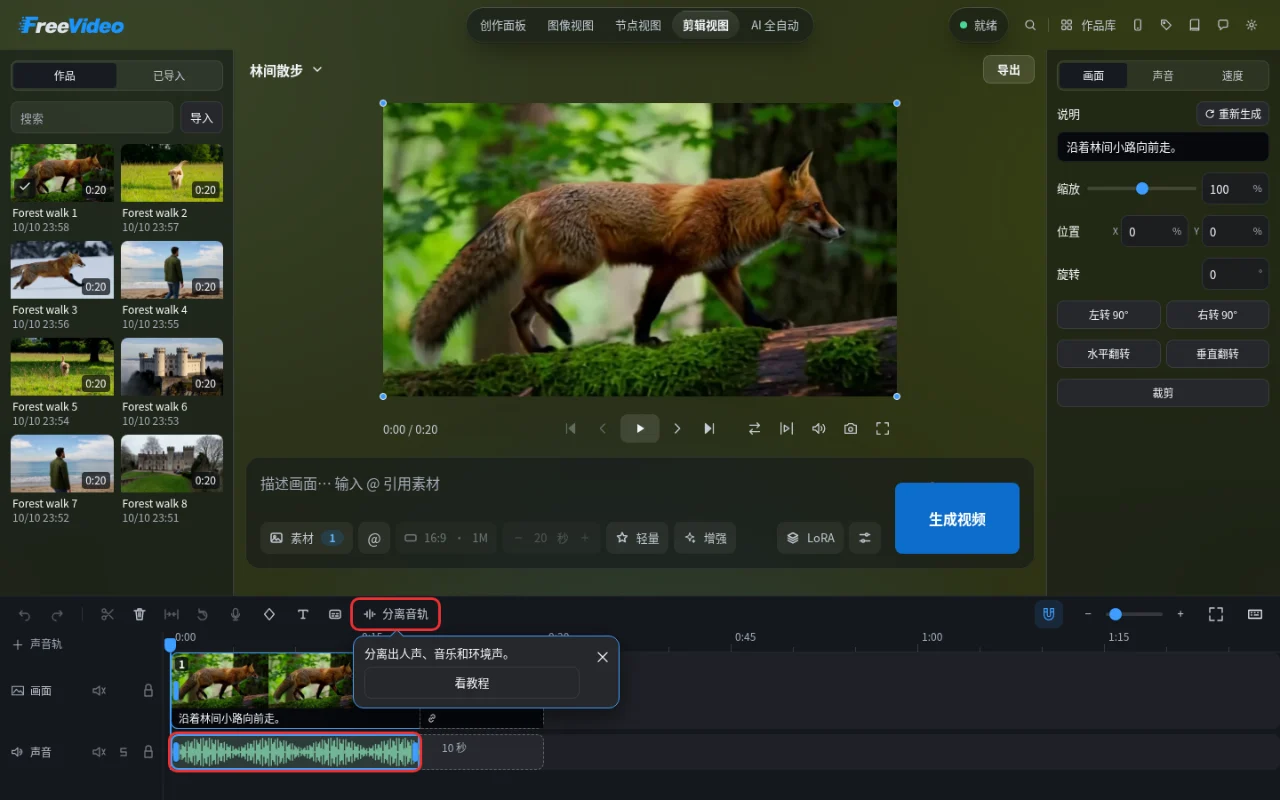 FreeVideo
创作面板 图像视图 节点视图 剪辑视图 AI 全自动
就绪 作品库
作品 已导入
搜索 导入
0:20 0:20
Forest walk 1 Forest walk 2
10/10 23:58 10/10 23:57
0:20 0:20
Forest walk 3 Forest walk 4
10/10 23:56 10/10 23:55
0:20 0:20
Forest walk 5 Forest walk 6
10/10 23:54 10/10 23:53
0:20 0:20
Forest walk 7 Forest walk 8
10/10 23:52 10/10 23:51
林间散步 导出
0:00 / 0:20
描述画面… 输入 @ 引用素材
素材 1 @ 16:9 · 1M − 20 秒 + 轻量 增强 LoRA
生成视频
画面 声音 速度
说明 重新生成
沿着林间小路向前走。
缩放 100 %
位置 X 0 % Y 0 %
旋转 0 °
左转 90° 右转 90°
水平翻转 垂直翻转
裁剪
T 分离音轨 − +
+ 声音轨 0:00 0:45 1:00 1:15
分离出人声、音乐和环境声。
看教程
画面 1
沿着林间小路向前走。
声音 S 10 秒